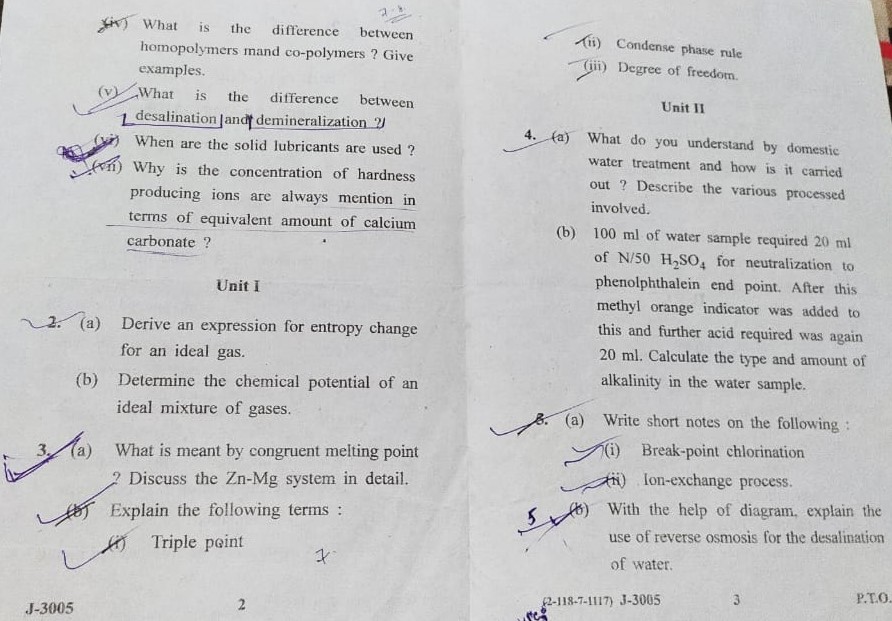 (iv) What is the difference between
homopolymers mand co-polymers ? Give
examples.
(v) What is the difference between
desalination and demineralization ?
(vi) When are the solid lubricants are used ?
(vii) Why is the concentration of hardness
producing ions are always mention in
terms of equivalent amount of calcium
carbonate ?
Unit I
2. (a) Derive an expression for entropy change
for an ideal gas.
(b) Determine the chemical potential of an
ideal mixture of gases.
3. (a) What is meant by congruent melting point
? Discuss the Zn-Mg system in detail.
(b) Explain the following terms :
(i) Triple point
J-3005
2
(ii) Condense phase rule
(iii) Degree of freedom.
Unit II
4. (a) What do you understand by domestic
water treatment and how is it carried
out ? Describe the various processed
involved.
(b) 100 ml of water sample required 20 ml
of N/50 H₂SO₄ for neutralization to
phenolphthalein end point. After this
methyl orange indicator was added to
this and further acid required was again
20 ml. Calculate the type and amount of
alkalinity in the water sample.
(a) Write short notes on the following :
(i) Break-point chlorination
(ii) Ion-exchange process.
5 (b) With the help of diagram, explain the
use of reverse osmosis for the desalination
of water.
(2-118-7-1117) J-3005
3
P.T.O.